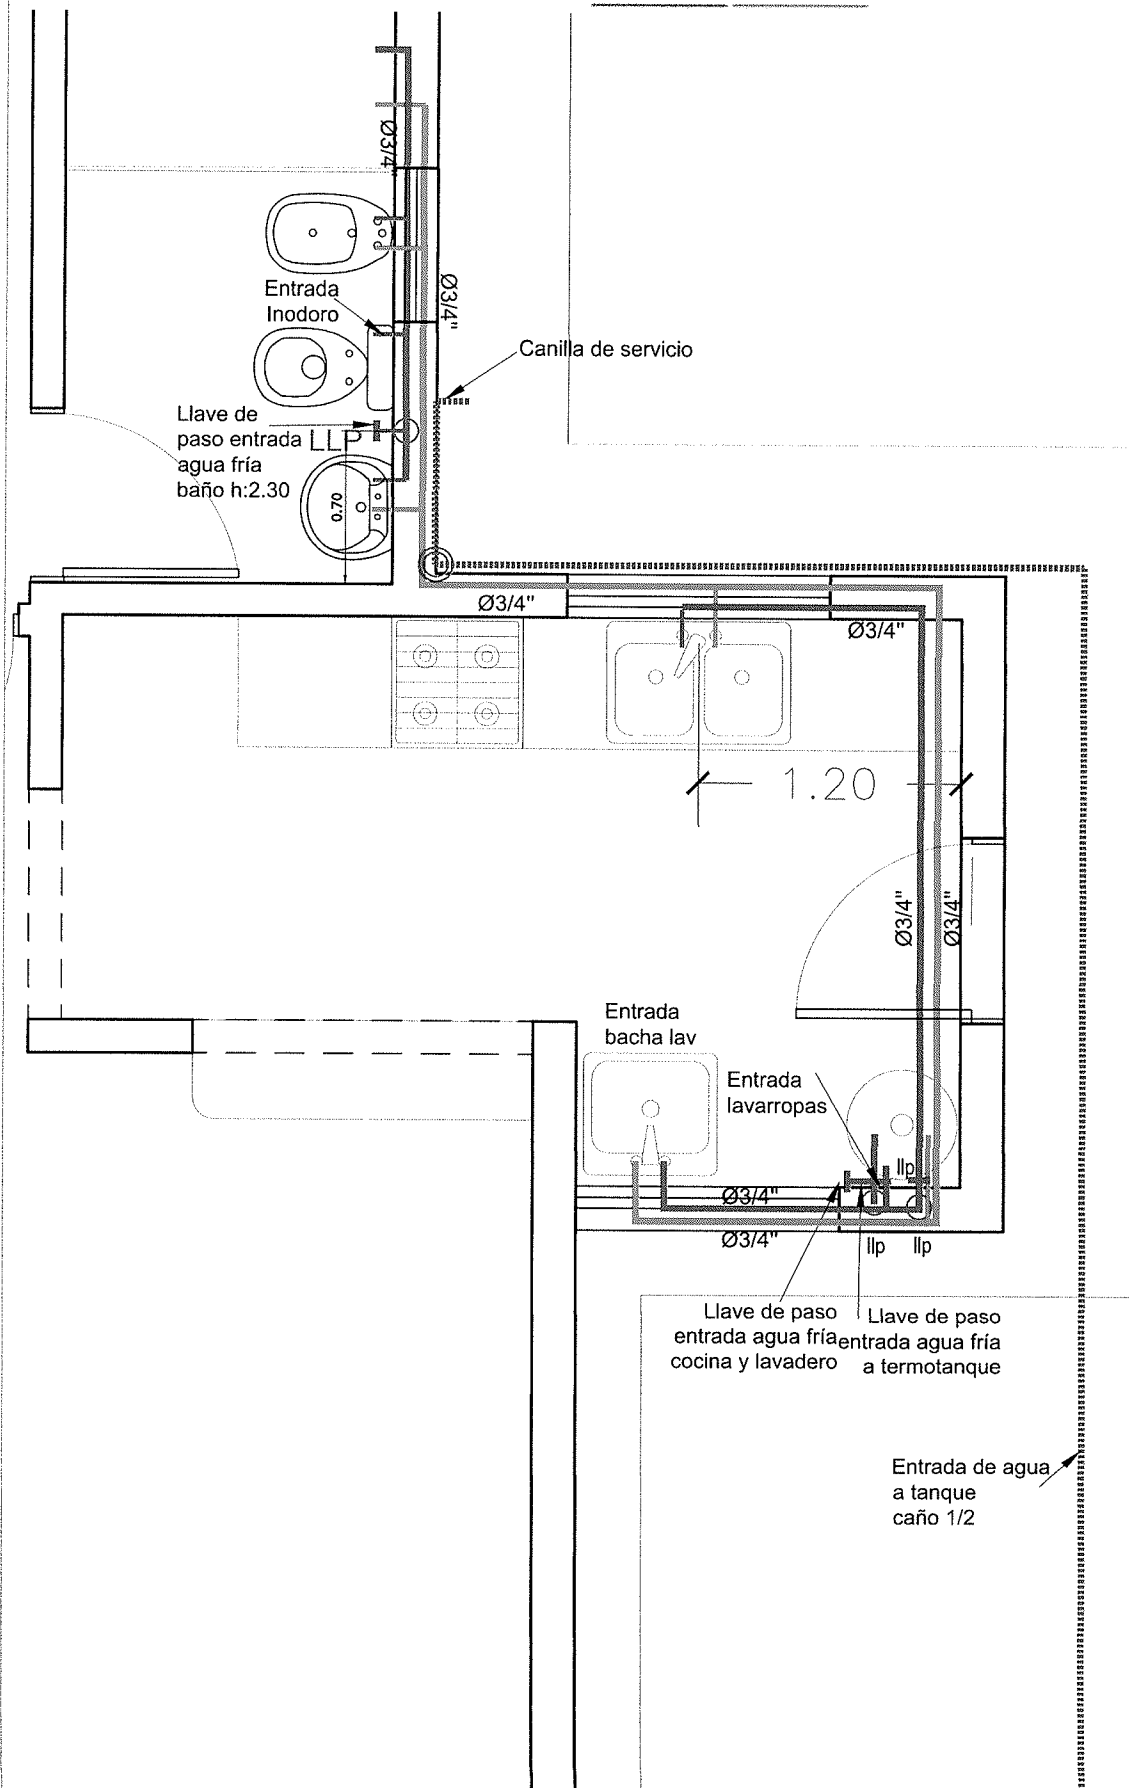 Ø3/4
Entrada
Inodoro
Ø3/4"
Canilla de servicio
Llave de
paso entrada
agua fría
baño h:2.30
LLP
0.70
Ø3/4"
Ø3/4"
1.20
Ø3/4"
Ø3/4"
Entrada
bacha lav
Entrada
lavarropas
llp
Ø3/4"
Ø3/4"
llp
llp
Llave de paso
entrada agua fría
cocina y lavadero
Llave de paso
entrada agua fría
a termotanque
Entrada de agua
a tanque
caño 1/2